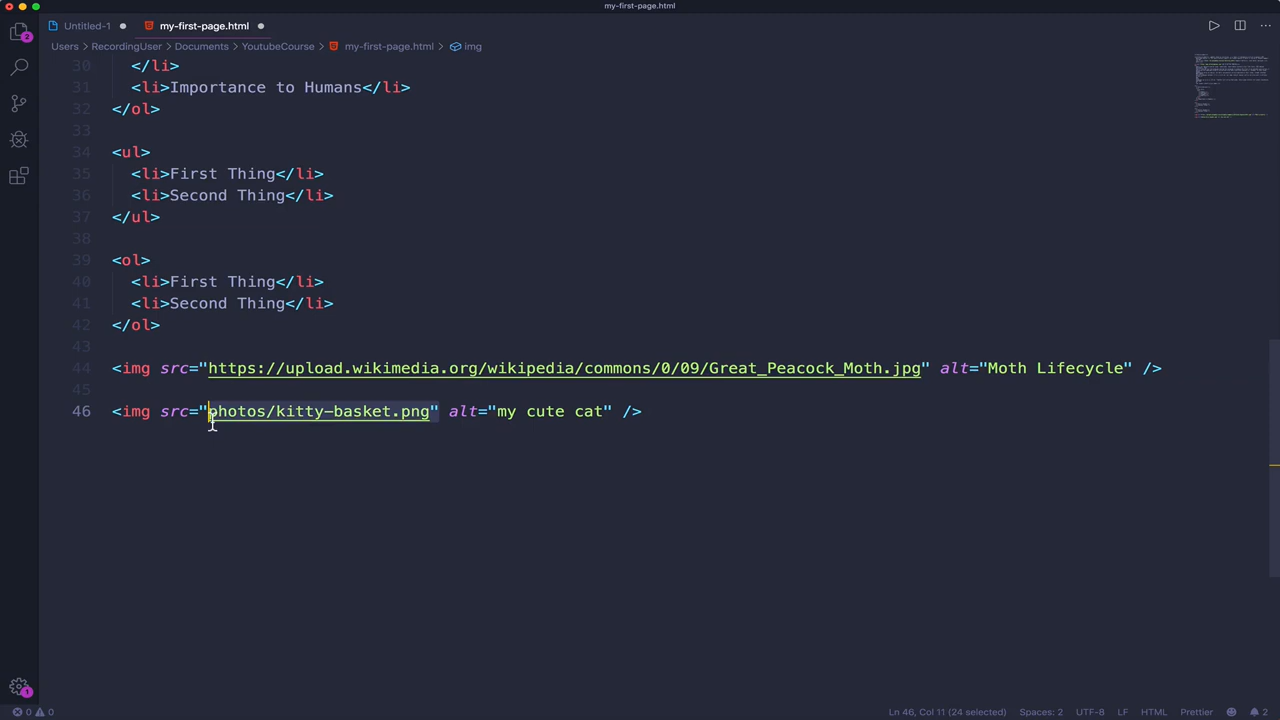 my-first-page.html
Untitled-1
my-first-page.html
Users
RecordingUser
Documents
YoutubeCourse
my-first-page.html
img
2
30 </li>
31 <li>Importance to Humans</li>
32 </ol>
33
34 <ul>
35 <li>First Thing</li>
36 <li>Second Thing</li>
37 </ul>
38
39 <ol>
40 <li>First Thing</li>
41 <li>Second Thing</li>
42 </ol>
43
44 <img src="https://upload.wikimedia.org/wikipedia/commons/0/09/Great_Peacock_Moth.jpg" alt="Moth Lifecycle" />
45
46 <img src="photos/kitty-basket.png" alt="my cute cat" />
1
0 0 Ln 46, Col 11 (24 selected) Spaces: 2 UTF-8 LF HTML Prettier 2